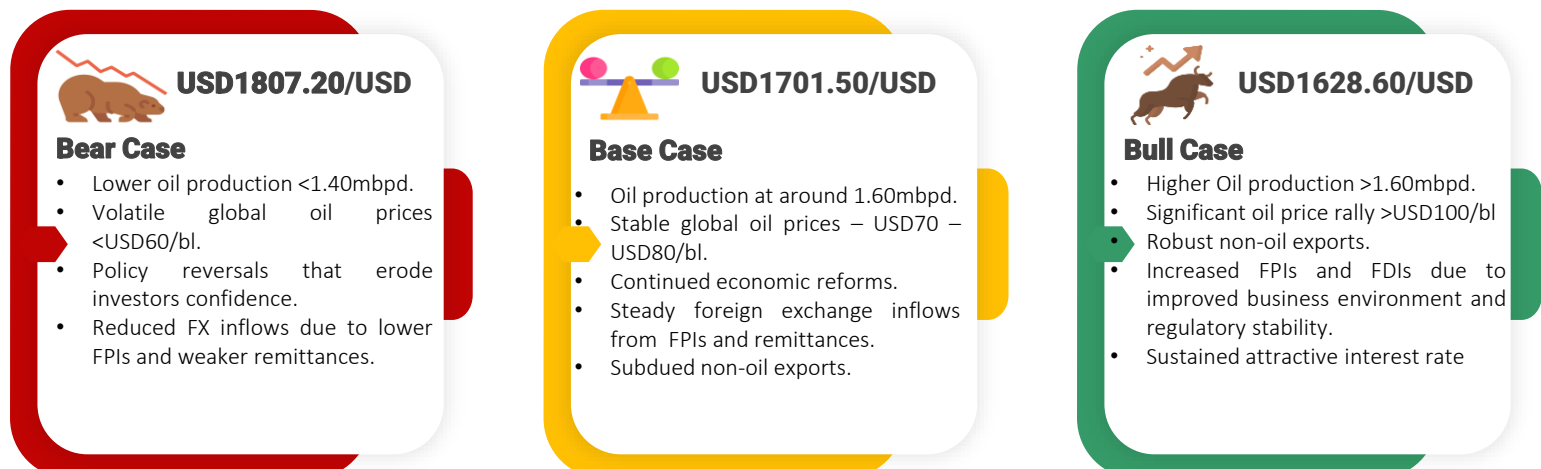 USD1807.20/USD
Bear Case
• Lower oil production <1.40mbpd.
• Volatile global oil prices
<USD60/bl.
• Policy reversals that erode
investors confidence.
• Reduced FX inflows due to lower
FPIs and weaker remittances.
USD1701.50/USD
Base Case
• Oil production at around 1.60mbpd.
• Stable global oil prices – USD70 –
USD80/bl.
• Continued economic reforms.
• Steady foreign exchange inflows
from FPIs and remittances.
• Subdued non-oil exports.
USD1628.60/USD
Bull Case
• Higher Oil production >1.60mbpd.
• Significant oil price rally >USD100/bl
• Robust non-oil exports.
• Increased FPIs and FDIs due to
improved business environment and
regulatory stability.
• Sustained attractive interest rate